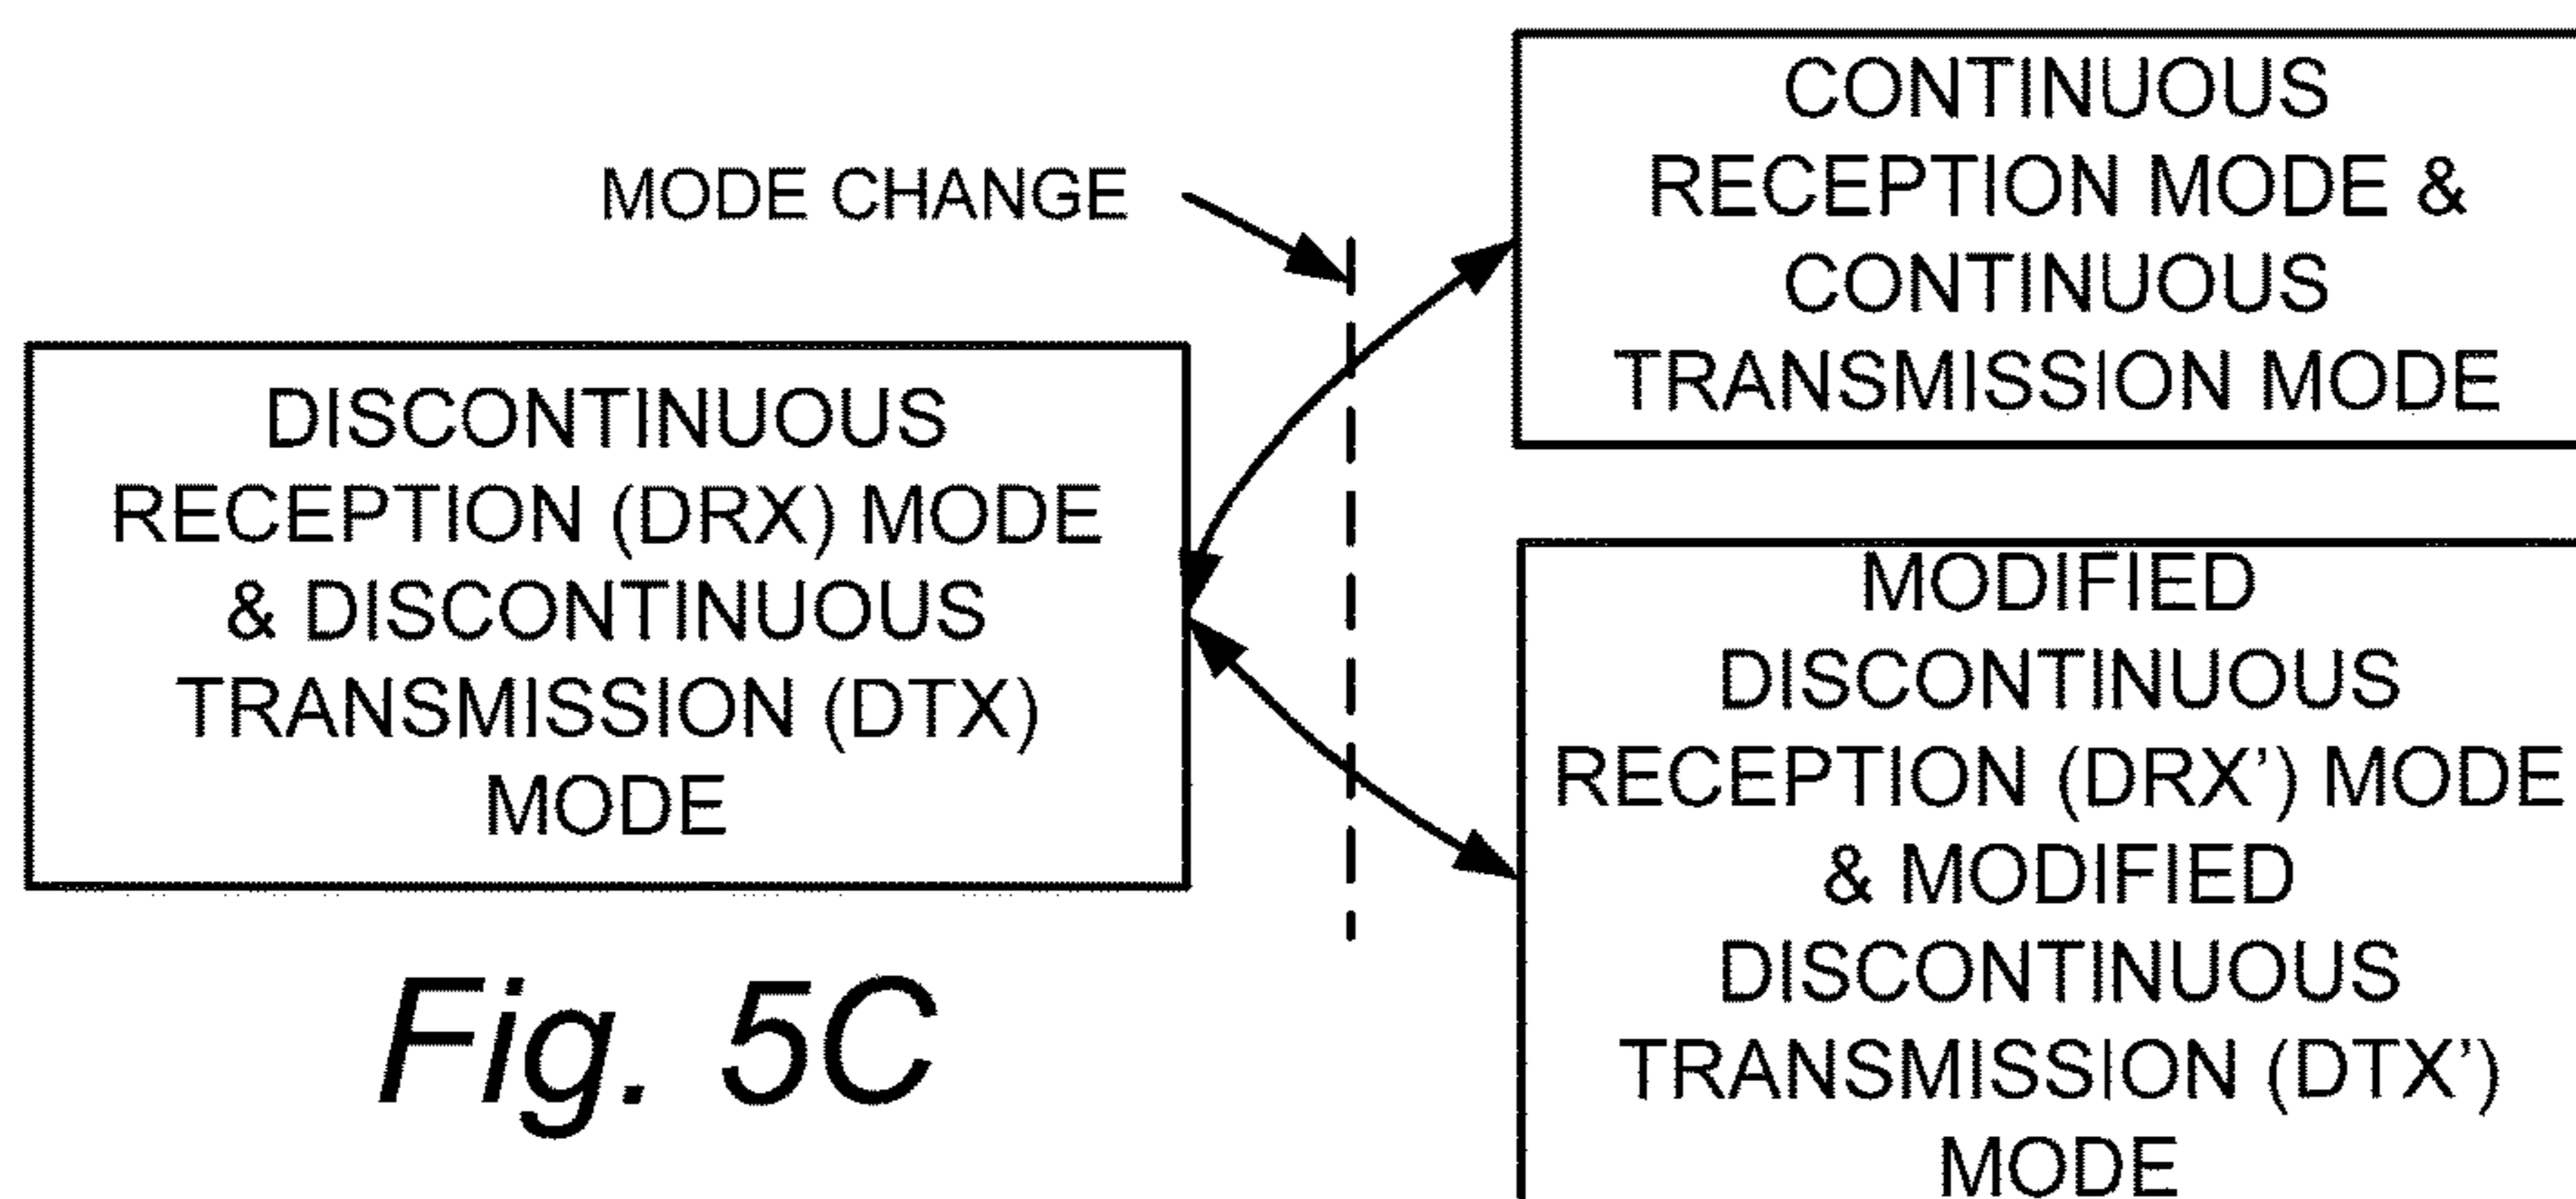 MODE CHANGE
CONTINUOUS
RECEPTION MODE &
CONTINUOUS
TRANSMISSION MODE
DISCONTINUOUS
RECEPTION (DRX) MODE
& DISCONTINUOUS
TRANSMISSION (DTX)
MODE
MODIFIED
DISCONTINUOUS
RECEPTION (DRX’) MODE
& MODIFIED
DISCONTINUOUS
TRANSMISSION (DTX’)
MODE
Fig. 5C